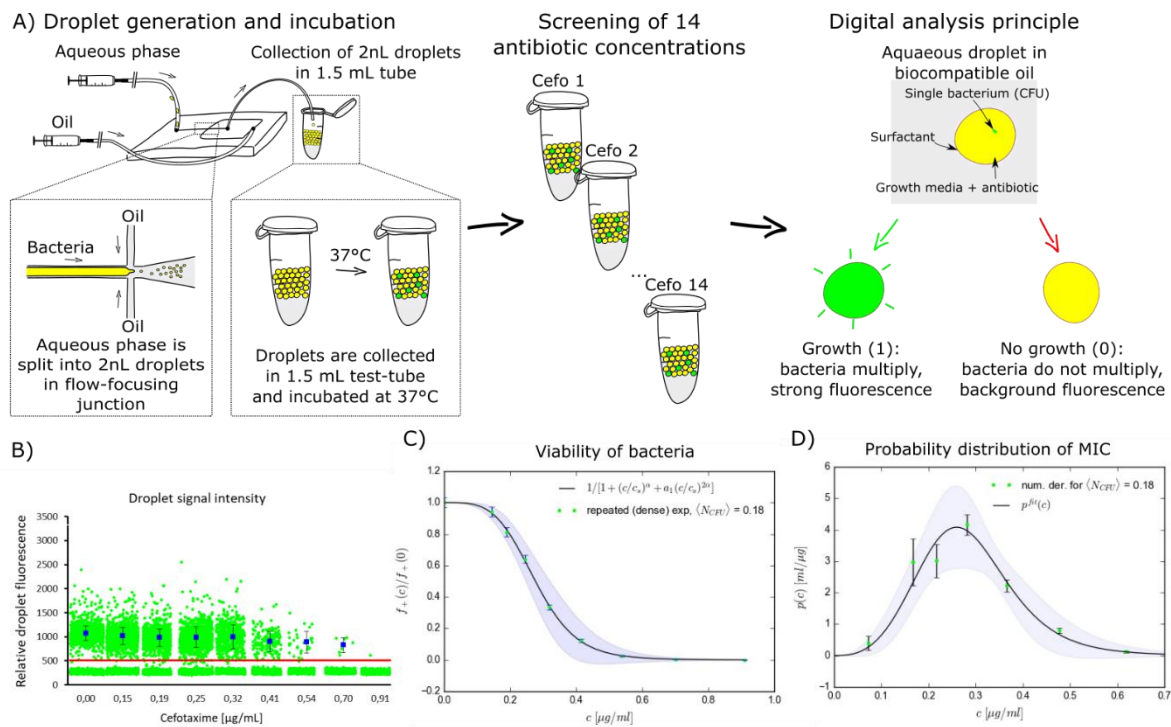 A) Droplet generation and incubation
Aqueous phase
Oil
Collection of 2nL droplets
in 1.5 mL tube
Oil
Bacteria
Oil
Aqueous phase is
split into 2nL droplets
in flow-focusing
junction
37°C
Droplets are collected
in 1.5 mL test-tube
and incubated at 37°C
Screening of 14
antibiotic concentrations
Cefo 1
Cefo 2
...
Cefo 14
Digital analysis principle
Aquaeous droplet in
biocompatible oil
Single bacterium (CFU)
Surfactant
Growth media + antibiotic
Growth (1):
bacteria multiply,
strong fluorescence
No growth (0):
bacteria do not multiply,
background fluorescence
B)
Droplet signal intensity
Relative droplet fluorescence
3500
3000
2500
2000
1500
1000
500
0
0,00 0,15 0,19 0,25 0,32 0,41 0,54 0,70 0,91
Cefotaxime [µg/mL]
C)
Viability of bacteria
1/[1 + (c/cₛ)^α + a₁(c/cₛ)^2α]
repeated (dense) exp, ⟨N_CFU⟩ = 0.18
f₊(c)/f₊(0)
1.2
1.0
0.8
0.6
0.4
0.2
0.0
−0.2
0.0 0.2 0.4 0.6 0.8 1.0
c [µg/ml]
D)
Probability distribution of MIC
num. der. for ⟨N_CFU⟩ = 0.18
p^fit(c)
p(c) [ml/µg]
6
5
4
3
2
1
0
−1
0.0 0.1 0.2 0.3 0.4 0.5 0.6 0.7
c [µg/ml]